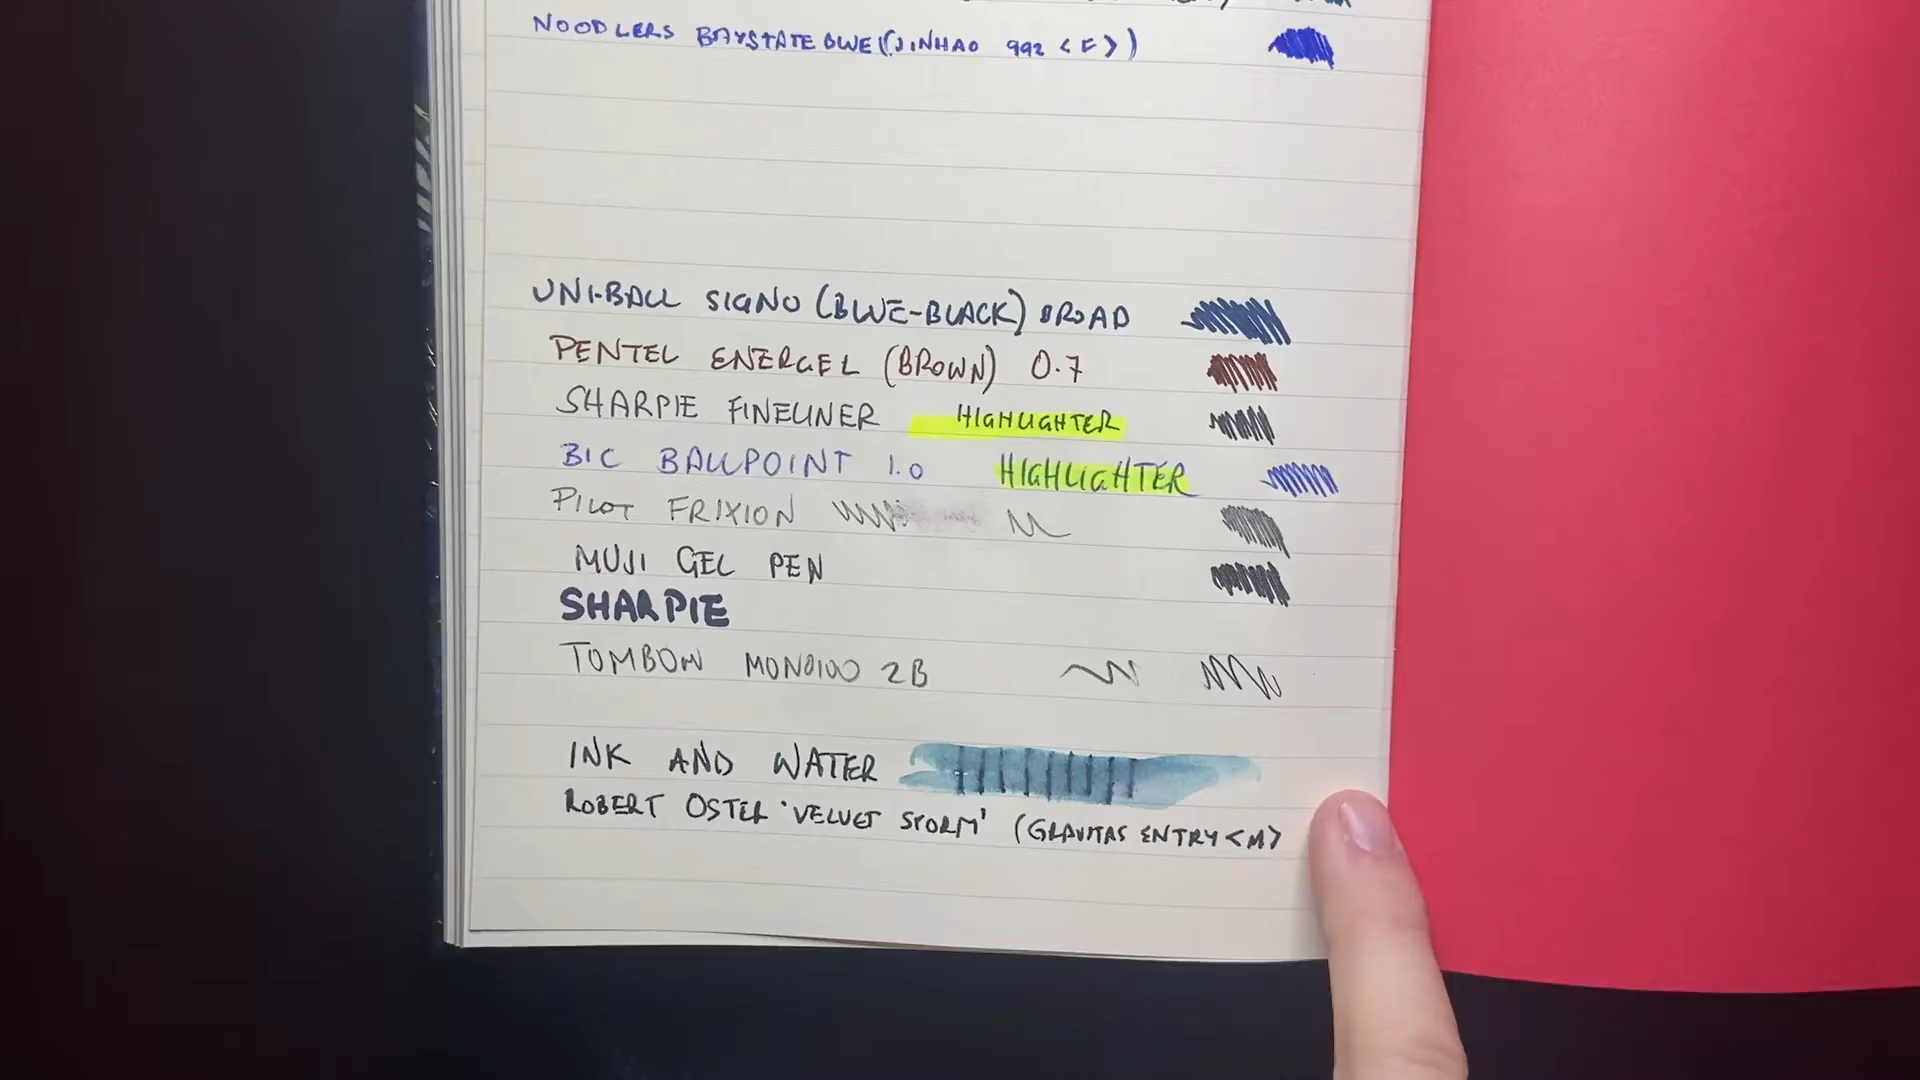 NOODLERS BAYSTATE BLUE (JINHAO 992 <F>)
UNI-BALL SIGNO (BLUE-BLACK) BROAD
PENTEL ENERGEL (BROWN) 0.7
SHARPIE FINELINER HIGHLIGHTER
BIC BALLPOINT 1.0 HIGHLIGHTER
PILOT FRIXION
MUJI GEL PEN
SHARPIE
TOMBOW MONO100 2B
INK AND WATER
ROBERT OSTER 'VELVET STORM' (GRAVITAS ENTRY <M>